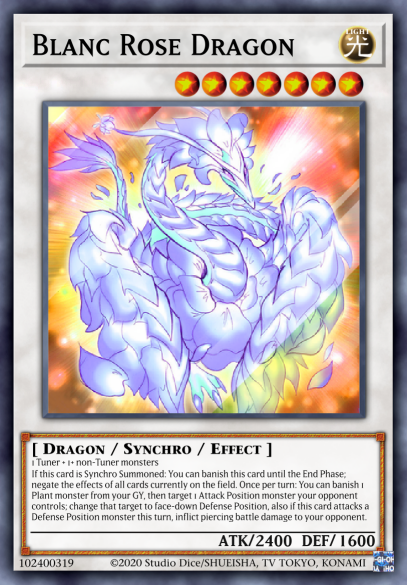 BLANC ROSE DRAGON
LIGHT
光
[ DRAGON / SYNCHRO / EFFECT ]
1 Tuner + 1+ non-Tuner monsters
If this card is Synchro Summoned: You can banish this card until the End Phase;
negate the effects of all cards currently on the field. Once per turn: You can banish 1
Plant monster from your GY, then target 1 Attack Position monster your opponent
controls; change that target to face-down Defense Position, also if this card attacks a
Defense Position monster this turn, inflict piercing battle damage to your opponent.
ATK/2400 DEF/1600
102400319
©2020 Studio Dice/SHUEISHA, TV TOKYO, KONAMI